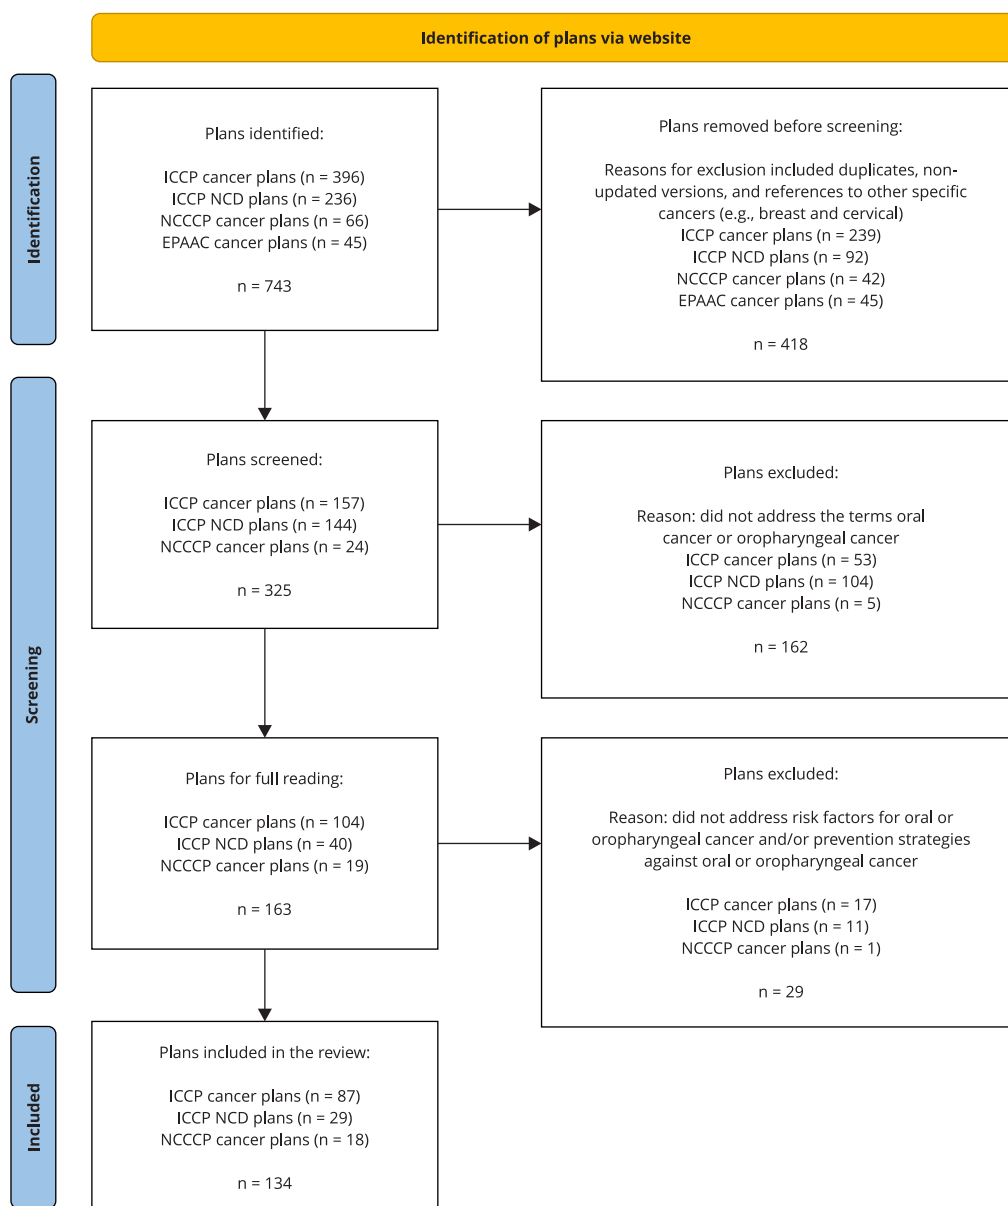 Identification of plans via website
Identification
Plans identified:
ICCP cancer plans (n = 396)
ICCP NCD plans (n = 236)
NCCCP cancer plans (n = 66)
EPAAC cancer plans (n = 45)
n = 743
Plans removed before screening:
Reasons for exclusion included duplicates, non-
updated versions, and references to other specific
cancers (e.g., breast and cervical)
ICCP cancer plans (n = 239)
ICCP NCD plans (n = 92)
NCCCP cancer plans (n = 42)
EPAAC cancer plans (n = 45)
n = 418
Screening
Plans screened:
ICCP cancer plans (n = 157)
ICCP NCD plans (n = 144)
NCCCP cancer plans (n = 24)
n = 325
Plans excluded:
Reason: did not address the terms oral
cancer or oropharyngeal cancer
ICCP cancer plans (n = 53)
ICCP NCD plans (n = 104)
NCCCP cancer plans (n = 5)
n = 162
Plans for full reading:
ICCP cancer plans (n = 104)
ICCP NCD plans (n = 40)
NCCCP cancer plans (n = 19)
n = 163
Plans excluded:
Reason: did not address risk factors for oral or
oropharyngeal cancer and/or prevention strategies
against oral or oropharyngeal cancer
ICCP cancer plans (n = 17)
ICCP NCD plans (n = 11)
NCCCP cancer plans (n = 1)
n = 29
Included
Plans included in the review:
ICCP cancer plans (n = 87)
ICCP NCD plans (n = 29)
NCCCP cancer plans (n = 18)
n = 134